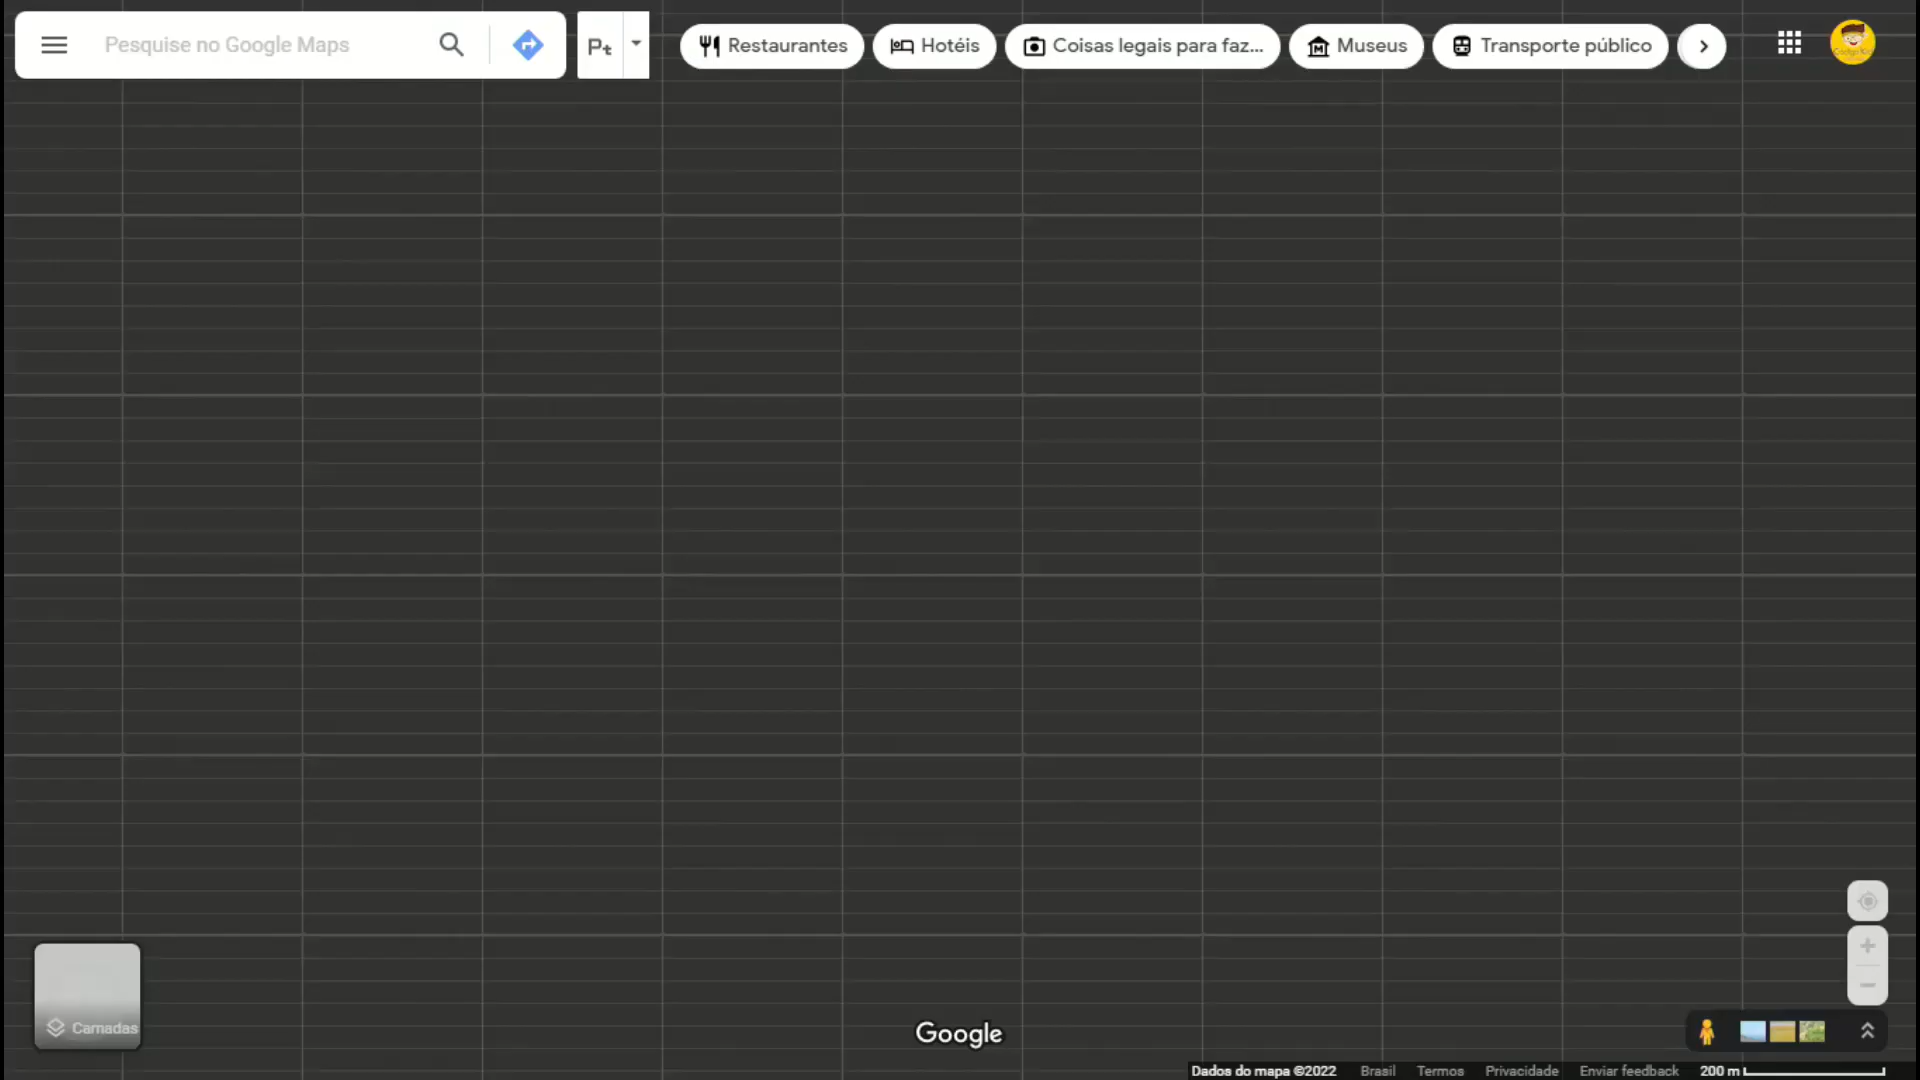 Pesquise no Google Maps
Pt
Restaurantes
Hotéis
Coisas legais para faz...
Museus
Transporte público
Camadas
Google
Dados do mapa ©2022 Brasil Termos Privacidade Enviar feedback 200 m